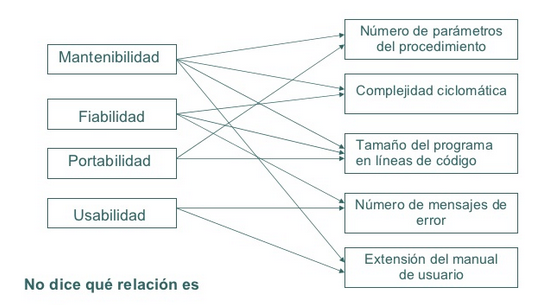 Mantenibilidad
Fiabilidad
Portabilidad
Usabilidad
Número de parámetros
del procedimiento
Complejidad ciclomática
Tamaño del programa
en líneas de código
Número de mensajes de
error
Extensión del manual
de usuario
No dice qué relación es